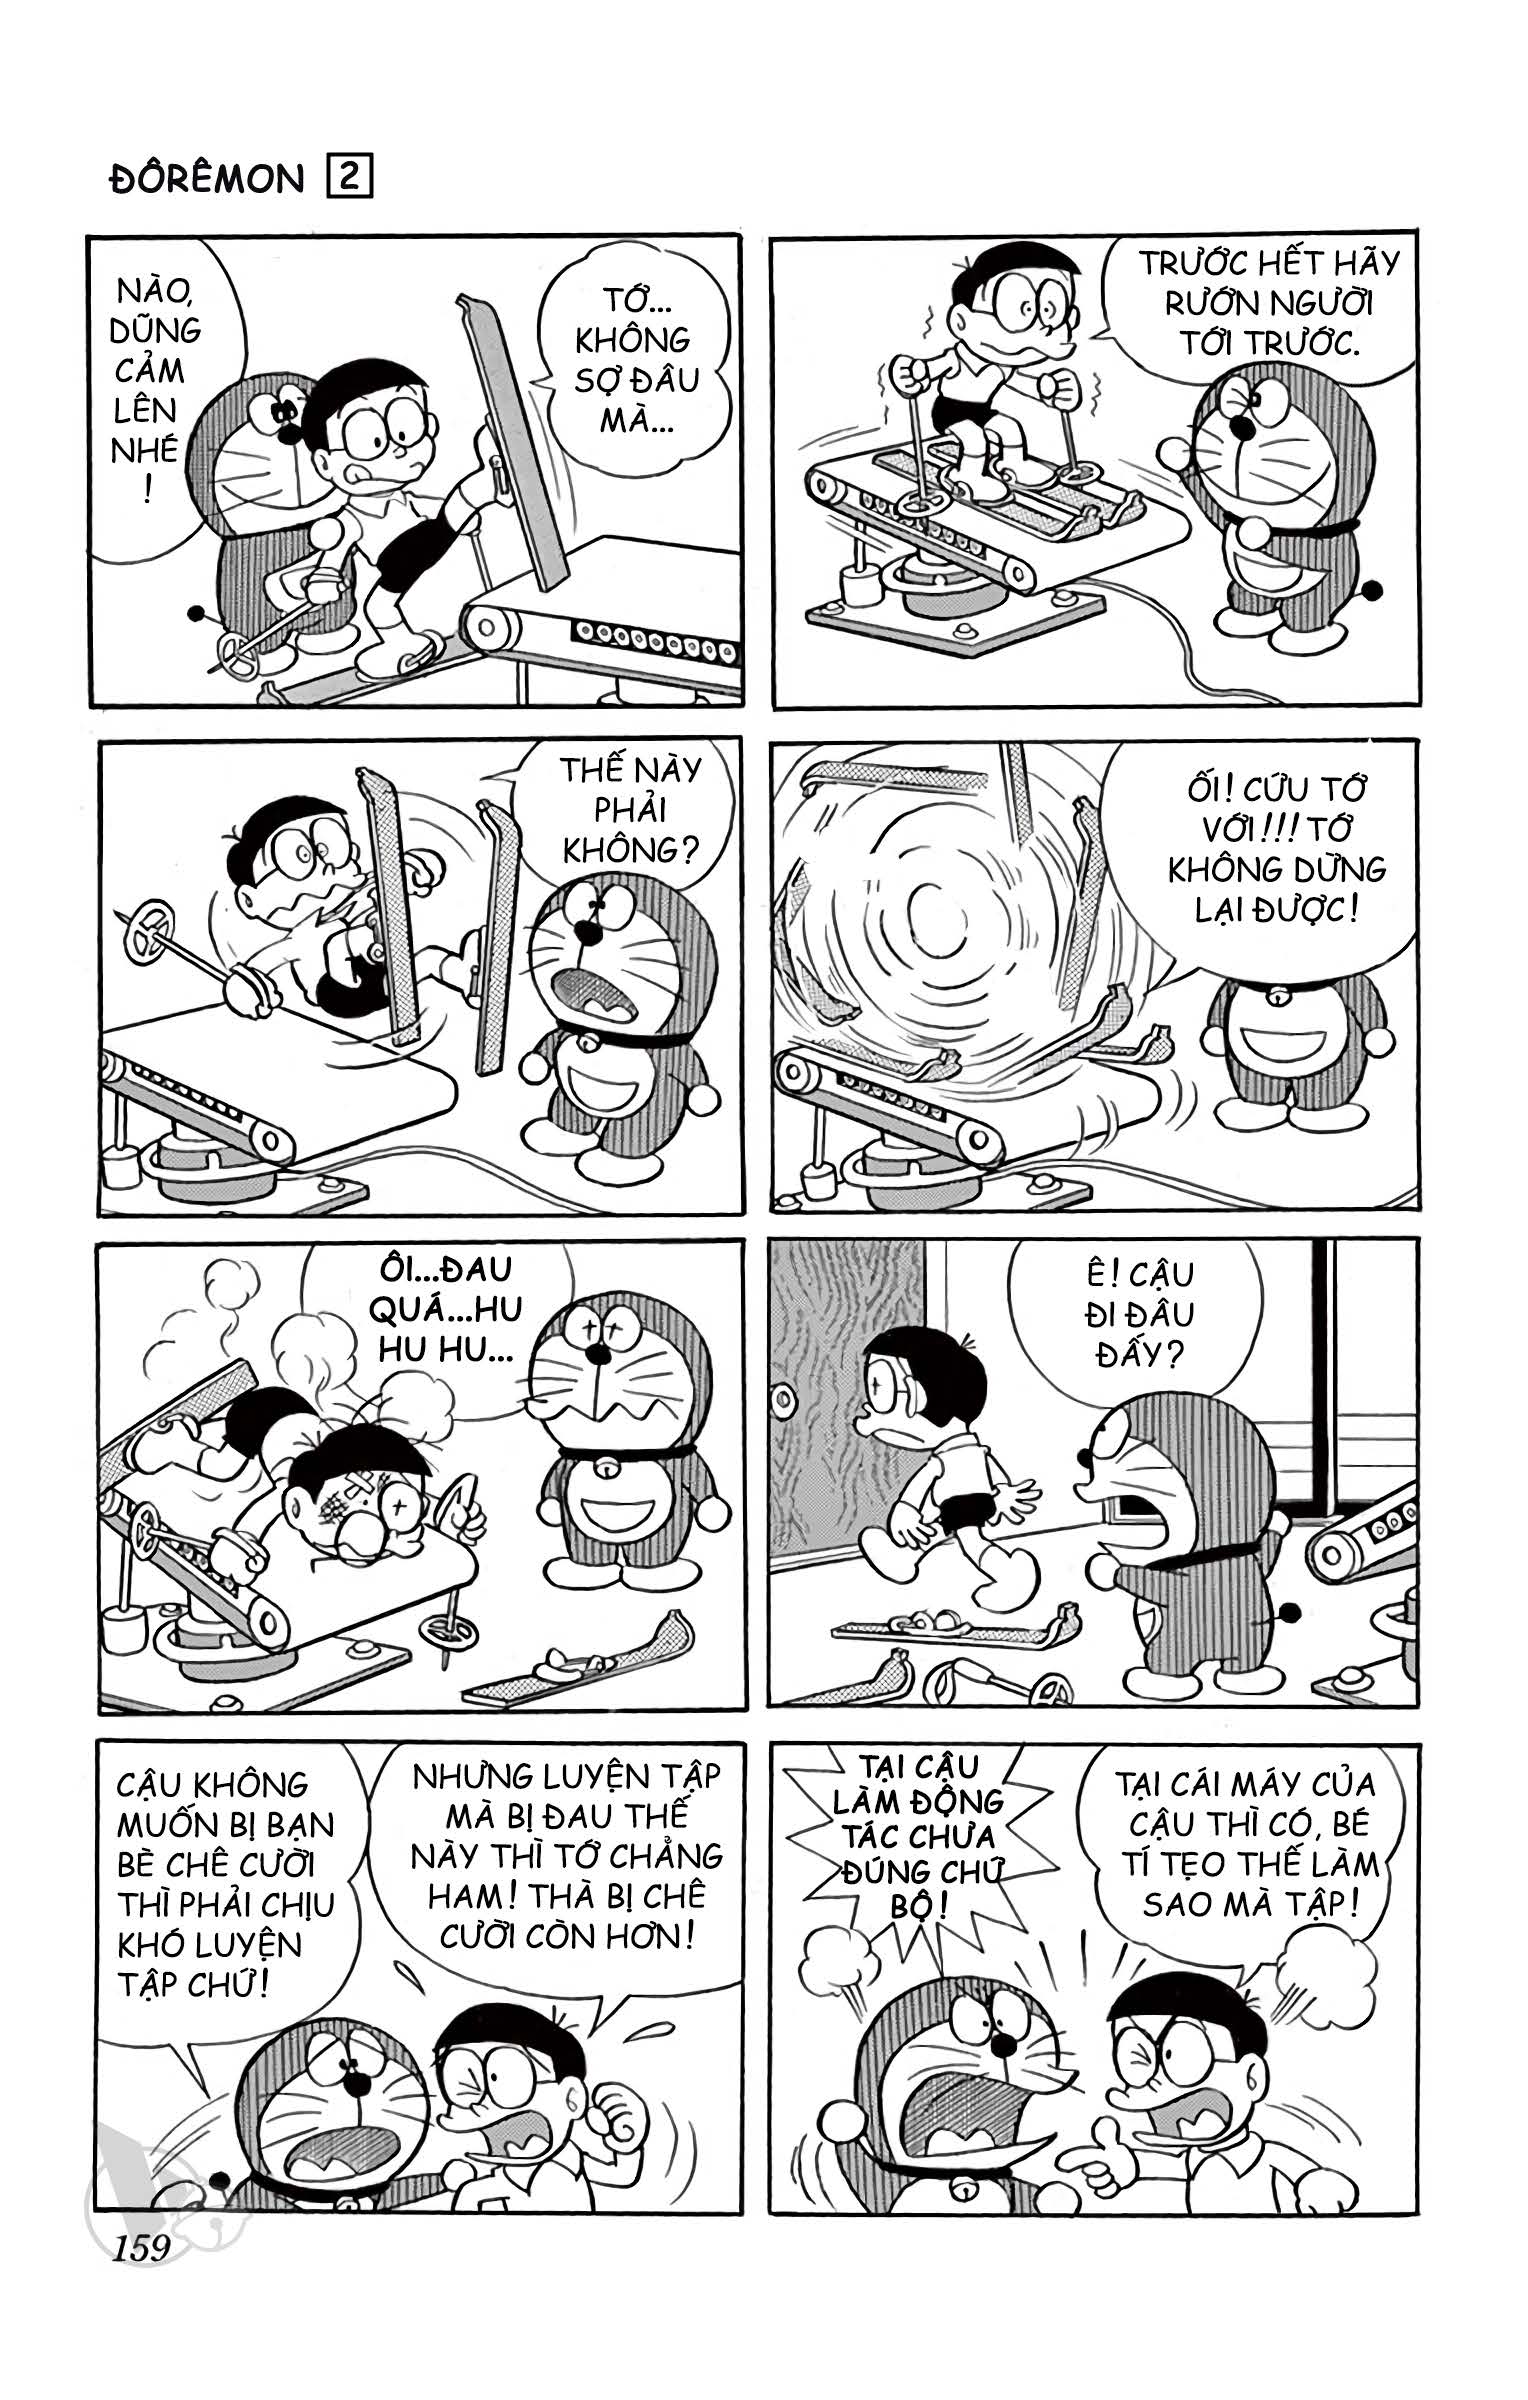 ĐÔRÊMON 2
NÀO,
DŨNG
CẢM
LÊN
NHÉ
!
TỚ...
KHÔNG
SỢ ĐÂU
MÀ...
TRƯỚC HẾT HÃY
RƯỚN NGƯỜI
TỚI TRƯỚC.
THẾ NÀY
PHẢI
KHÔNG?
ỐI! CỨU TỚ
VỚI!!! TỚ
KHÔNG DỪNG
LẠI ĐƯỢC!
ÔI...ĐAU
QUÁ...HU
HU HU...
Ê! CẬU
ĐI ĐÂU
ĐẤY?
CẬU KHÔNG
MUỐN BỊ BẠN
BÈ CHÊ CƯỜI
THÌ PHẢI CHỊU
KHÓ LUYỆN
TẬP CHỨ!
NHƯNG LUYỆN TẬP
MÀ BỊ ĐAU THẾ
NÀY THÌ TỚ CHẲNG
HAM! THÀ BỊ CHÊ
CƯỜI CÒN HƠN!
TẠI CẬU
LÀM ĐỘNG
TÁC CHƯA
ĐÚNG CHỨ
BỘ!
TẠI CÁI MÁY CỦA
CẬU THÌ CÓ, BÉ
TÍ TẸO THẾ LÀM
SAO MÀ TẬP!
159